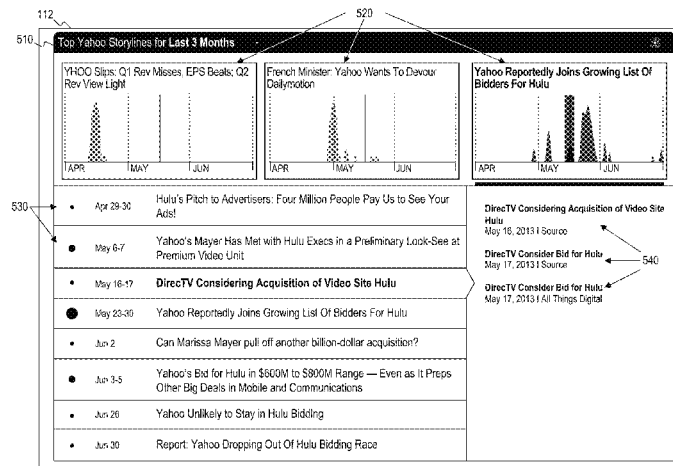 112
520
510
Top Yahoo Storylines for Last 3 Months
YHOO Slips: Q1 Rev Misses, EPS Beats; Q2
Rev View Light
APR MAY JUN
French Minister: Yahoo Wants To Devour
Dailymotion
APR MAY JUN
Yahoo Reportedly Joins Growing List Of
Bidders For Hulu
APR MAY JUN
530
Apr 29-30
Hulu's Pitch to Advertisers: Four Million People Pay Us to See Your
Ads!
May 6-7
Yahoo's Mayer Has Met with Hulu Execs in a Preliminary Look-See at
Premium Video Unit
May 16-17 DirecTV Considering Acquisition of Video Site Hulu
May 23-30 Yahoo Reportedly Joins Growing List Of Bidders For Hulu
Jun 2 Can Marissa Mayer pull off another billion-dollar acquisition?
Jun 3-5
Yahoo's Bid for Hulu in $600M to $800M Range — Even as It Preps
Other Big Deals in Mobile and Communications
Jun 26 Yahoo Unlikely to Stay in Hulu Bidding
Jun 30 Report: Yahoo Dropping Out Of Hulu Bidding Race
DirecTV Considering Acquisition of Video Site
Hulu
May 16, 2013 | Source
DirecTV Consider Bid for Hulu
May 17, 2013 | Source
DirecTV Consider Bid for Hulu
May 17, 2013 | All Things Digital
540